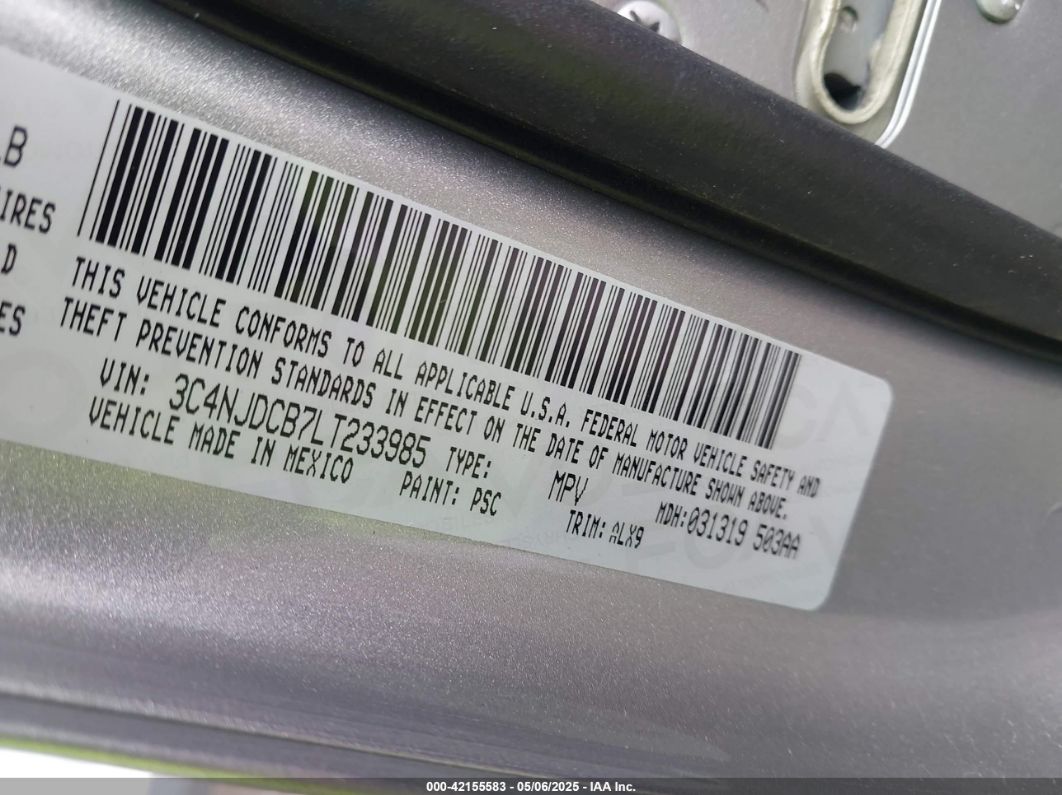 LB
IRES
D
ES
THIS VEHICLE CONFORMS TO ALL APPLICABLE U.S.A. FEDERAL MOTOR VEHICLE SAFETY AND
THEFT PREVENTION STANDARDS IN EFFECT ON THE DATE OF MANUFACTURE SHOWN ABOVE.
VIN: 3C4NJDCB7LT233985 TYPE: MPV MDH:031319 503AA
VEHICLE MADE IN MEXICO PAINT: PSC TRIM: ALX9
000-42155583 - 05/06/2025 - IAA Inc.